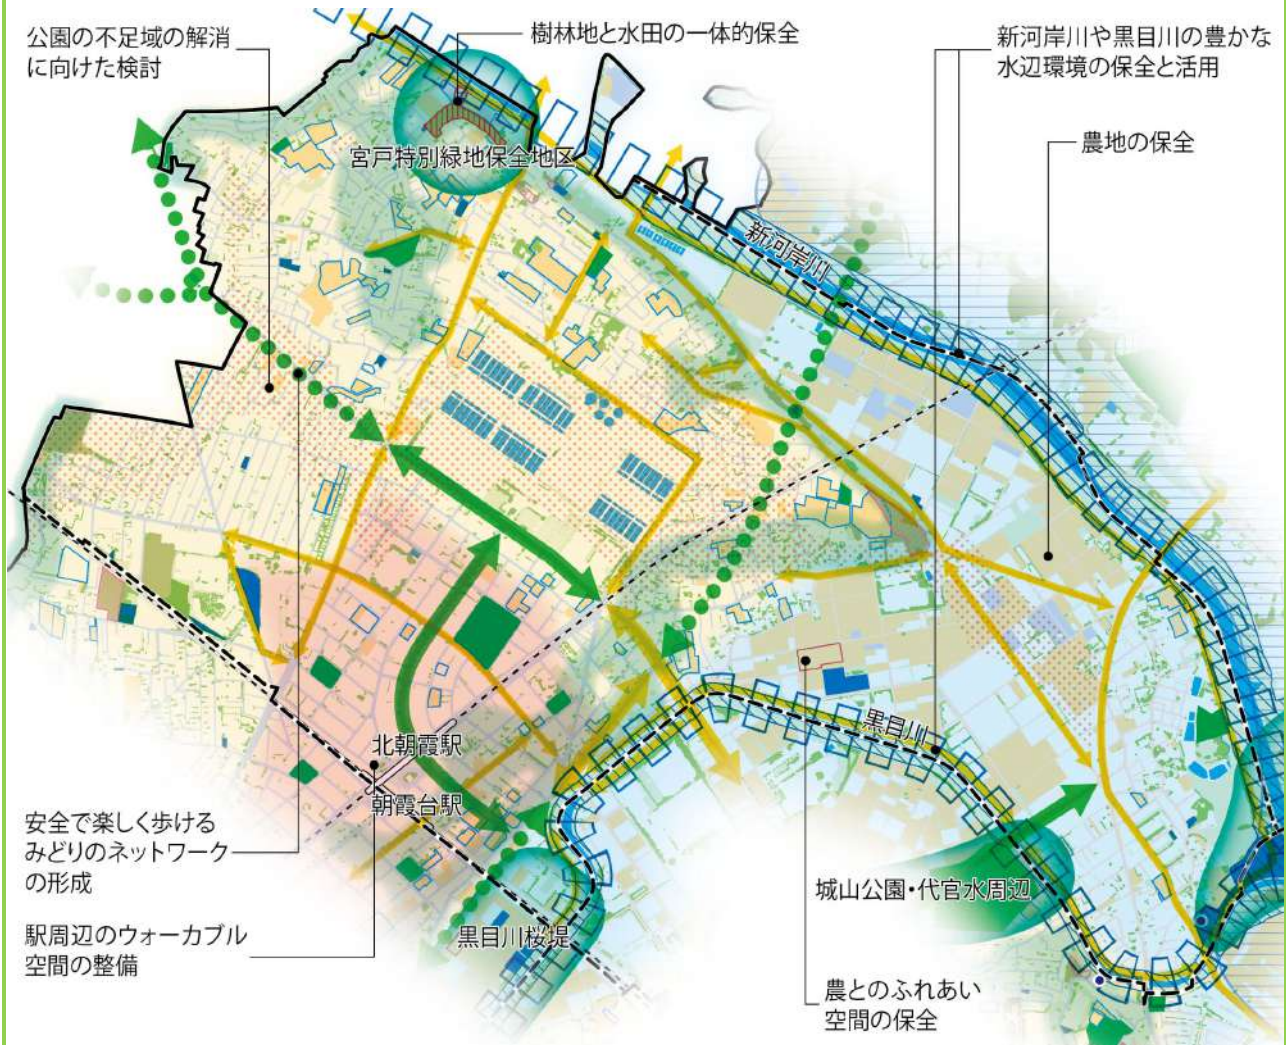 公園の不足域の解消
に向けた検討
樹林地と水田の一体的保全
新河岸川や黒目川の豊かな
水辺環境の保全と活用
農地の保全
宮戸特別緑地保全地区
新河岸川
黒目川
北朝霞駅
朝霞台駅
安全で楽しく歩ける
みどりのネットワーク
の形成
駅周辺のウォーカブル
空間の整備
黒目川桜堤
城山公園・代官水周辺
農とのふれあい
空間の保全